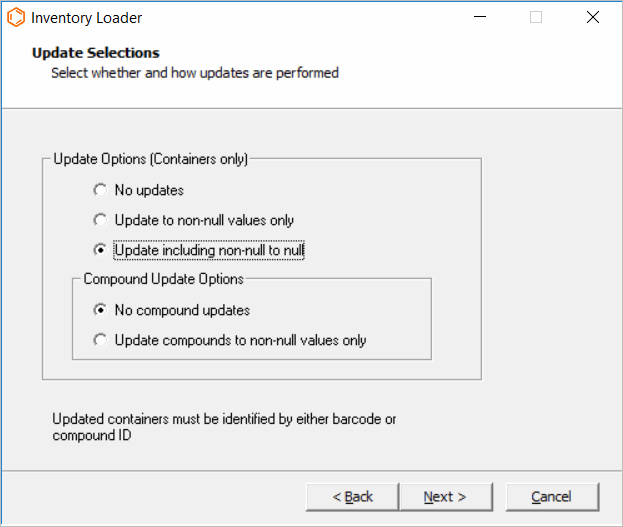 Inventory Loader
Update Selections
Select whether and how updates are performed
Update Options (Containers only)
No updates
Update to non-null values only
Update including non-null to null
Compound Update Options
No compound updates
Update compounds to non-null values only
Updated containers must be identified by either barcode or
compound ID
< Back Next > Cancel